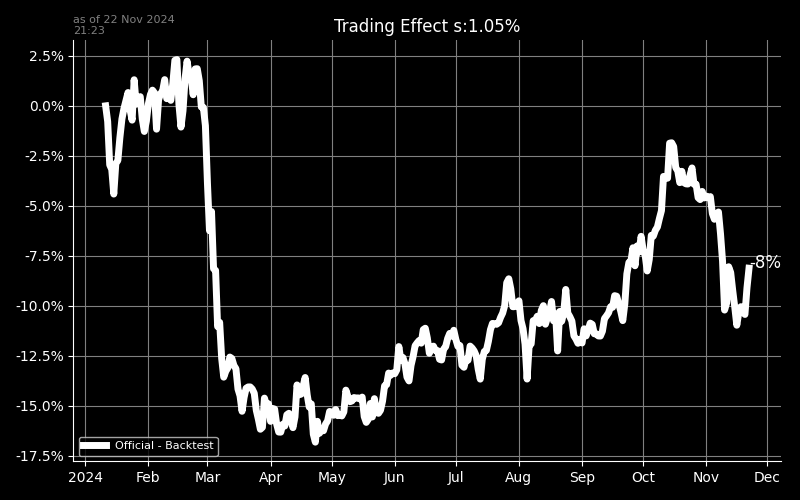 as of 22 Nov 2024
21:23
Trading Effect s:1.05%
2.5%
0.0%
-2.5%
-5.0%
-7.5%
-10.0%
-12.5%
-15.0%
-17.5%
-8%
Official - Backtest
2024 Feb Mar Apr May Jun Jul Aug Sep Oct Nov Dec